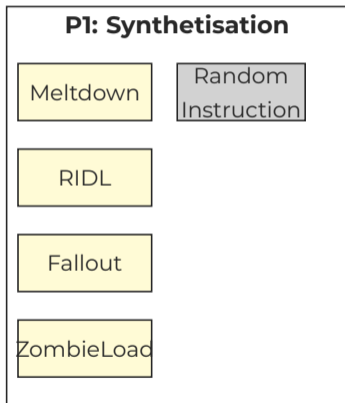 P1: Synthetisation
Meltdown
Random
Instruction
RIDL
Fallout
ZombieLoad